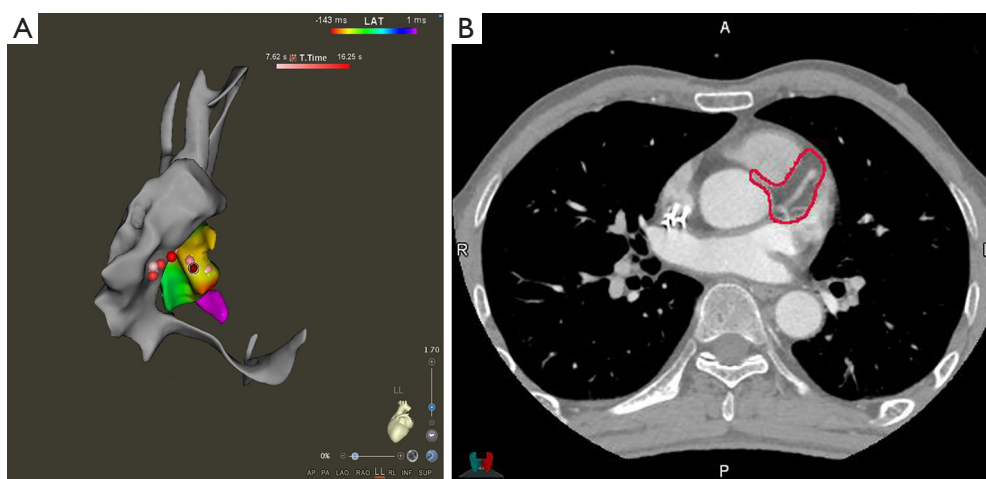 A
-143 ms LAT 1 ms
7.62 s T.Time 16.25 s
LL
1.70
0%
AP PA LAO RAO LL RL INF SUP
B
A
R
P